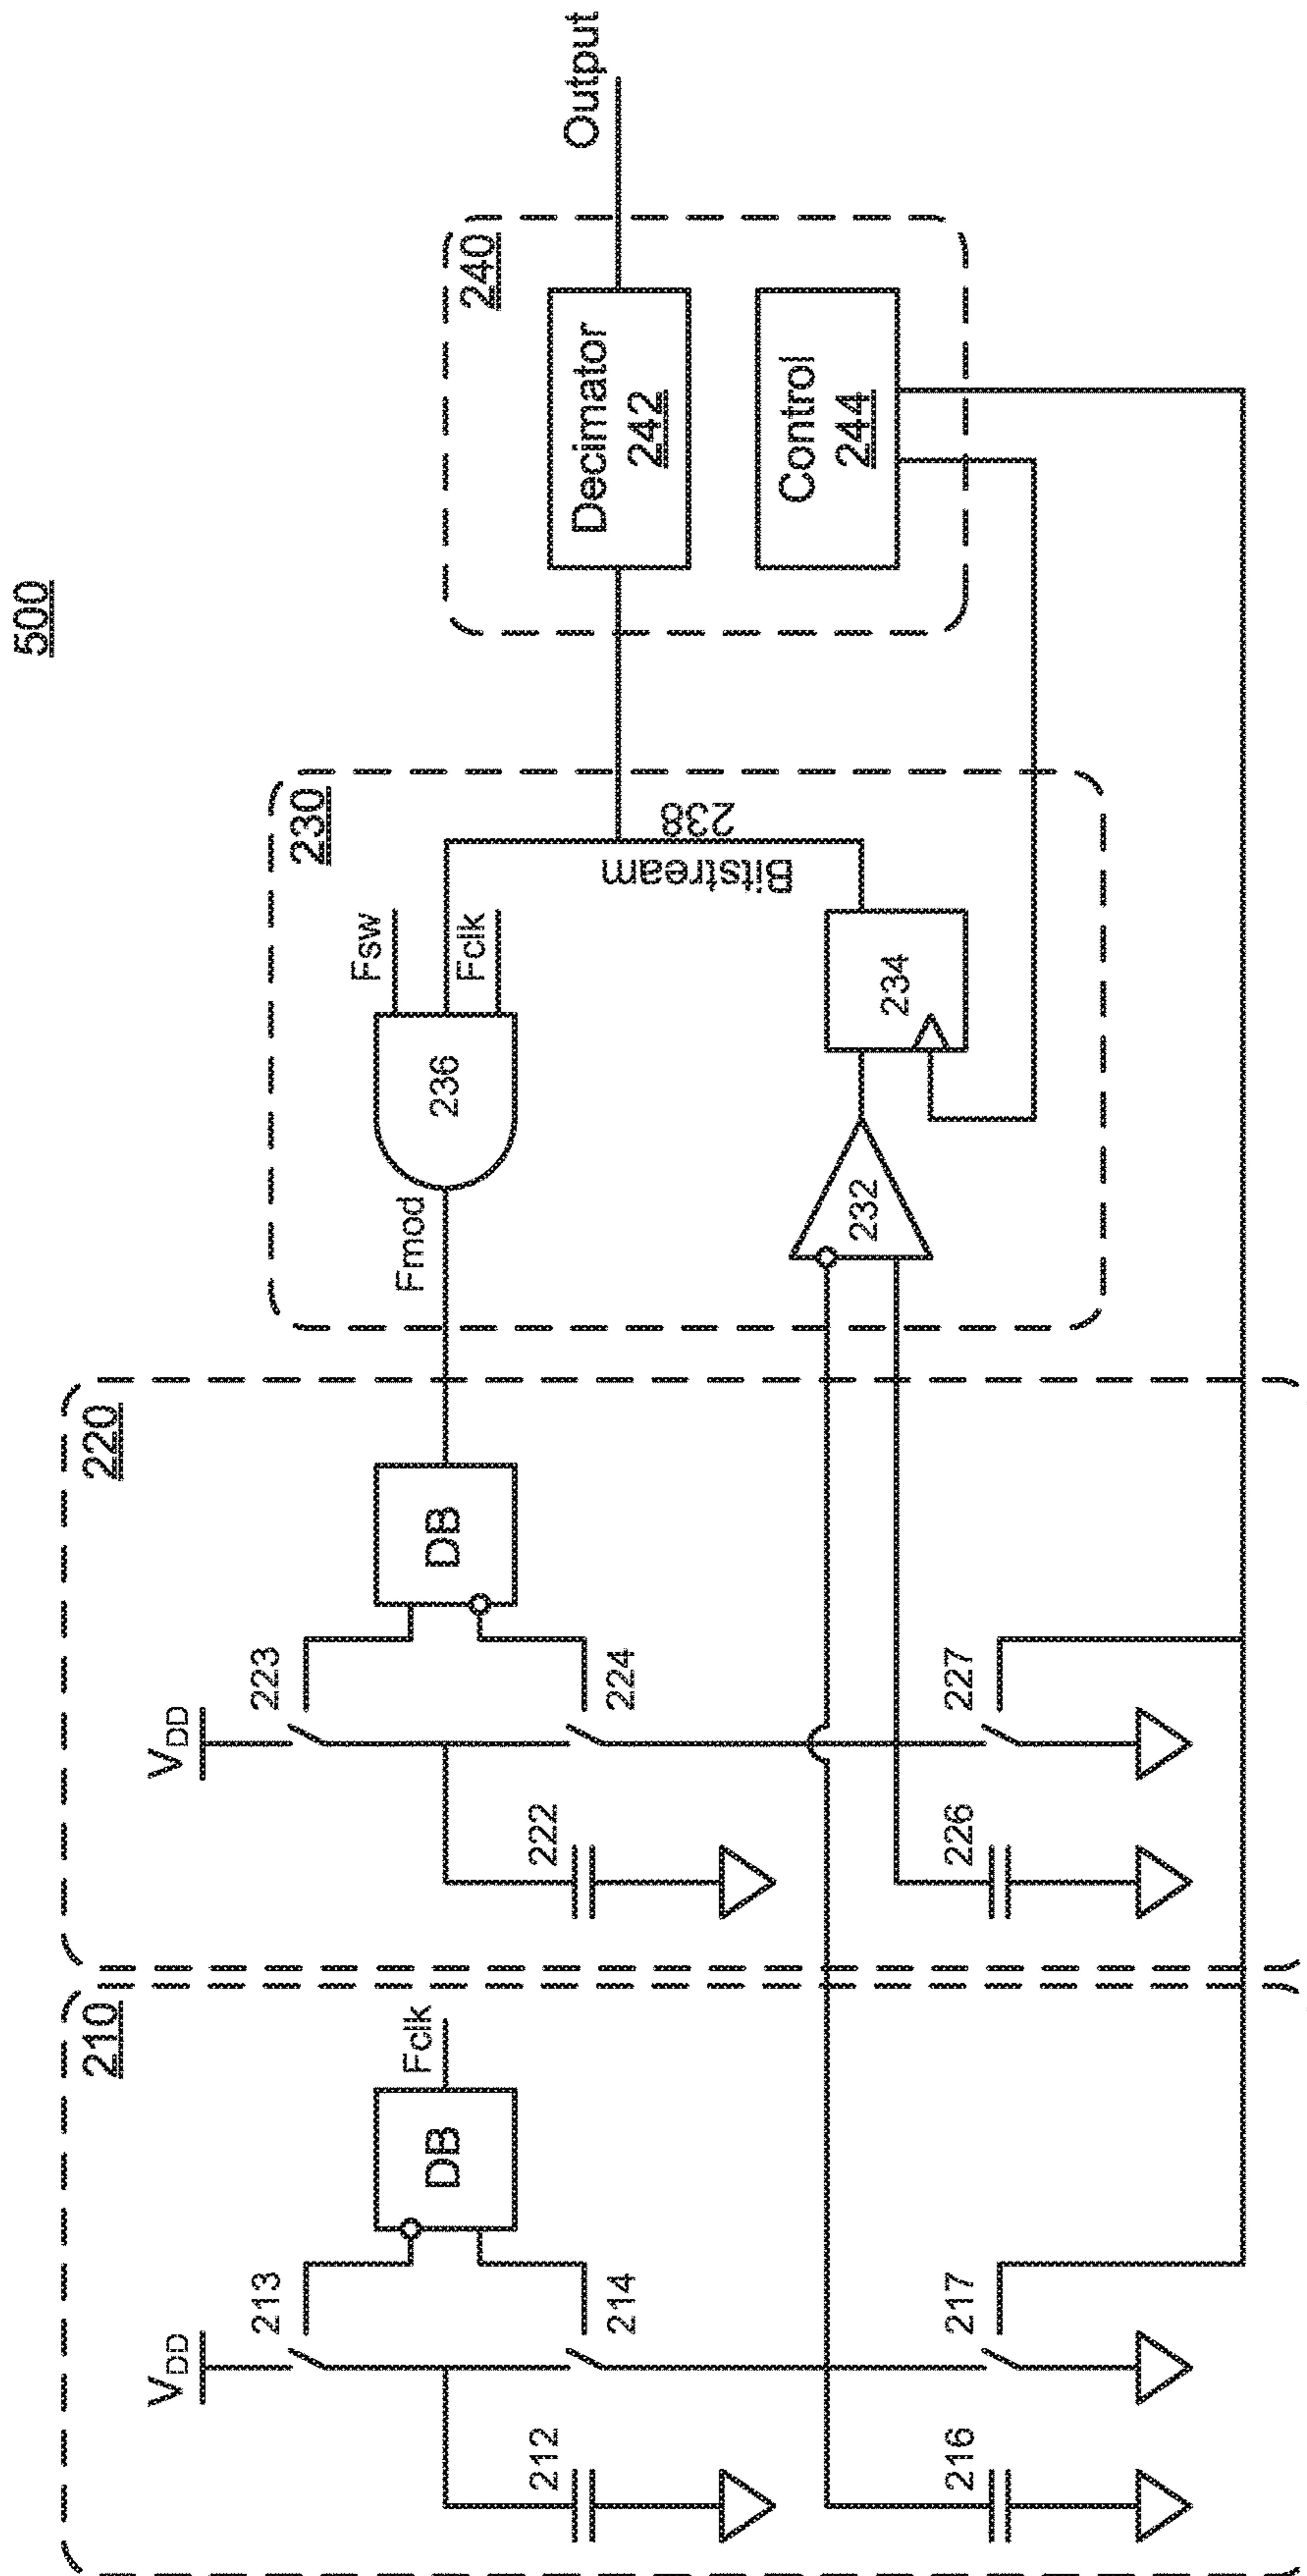 500
210
VDD
213
212
214
DB
Fclk
217
216
220
VDD
223
222
224
DB
227
226
230
Fmod
236
Fsw
Fclk
232
234
Bitstream
238
240
Decimator
242
Control
244
Output